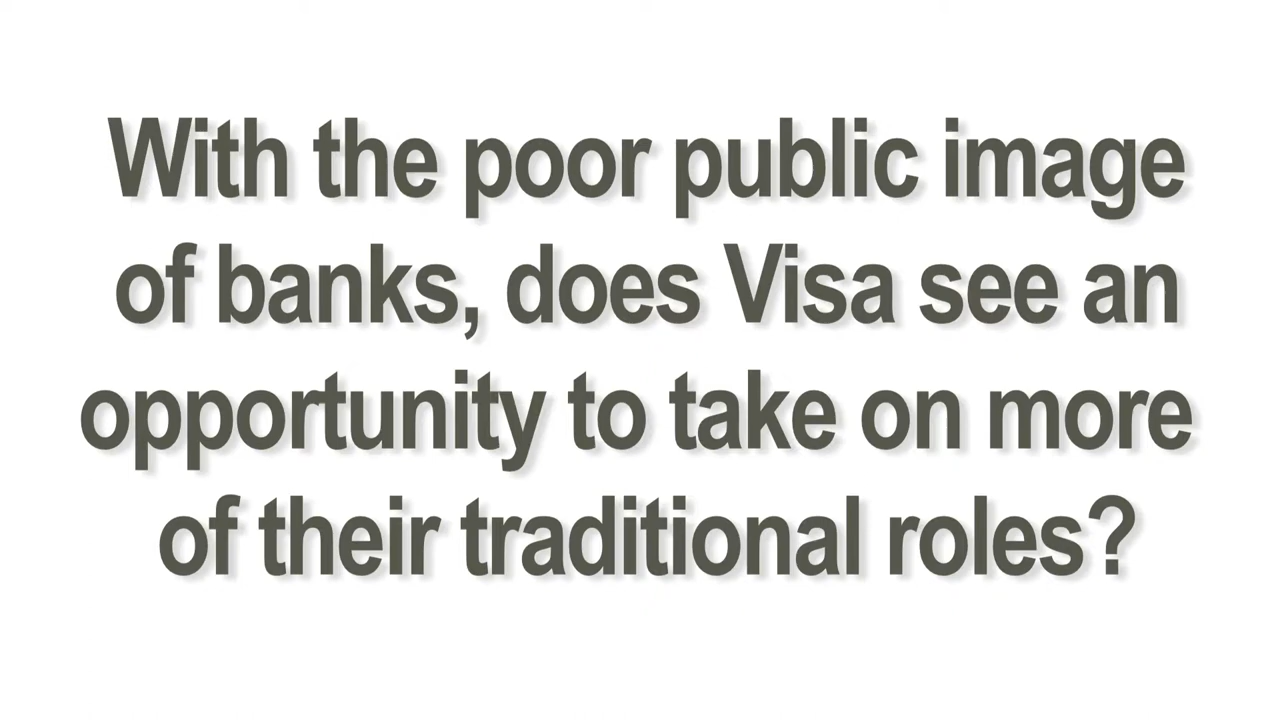 With the poor public image
of banks, does Visa see an
opportunity to take on more
of their traditional roles?